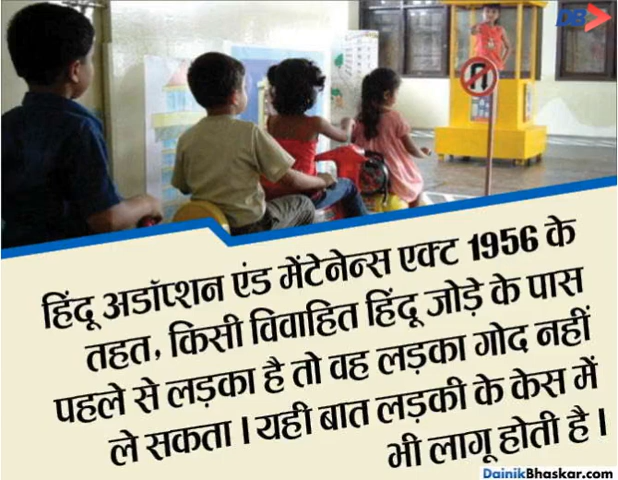 DB
हिंदू अडॉप्शन एंड मेंटेनेन्स एक्ट 1956 के
तहत, किसी विवाहित हिंदू जोड़े के पास
पहले से लड़का है तो वह लड़का गोद नहीं
ले सकता । यही बात लड़की के केस में
भी लागू होती है ।
DainikBhaskar.com